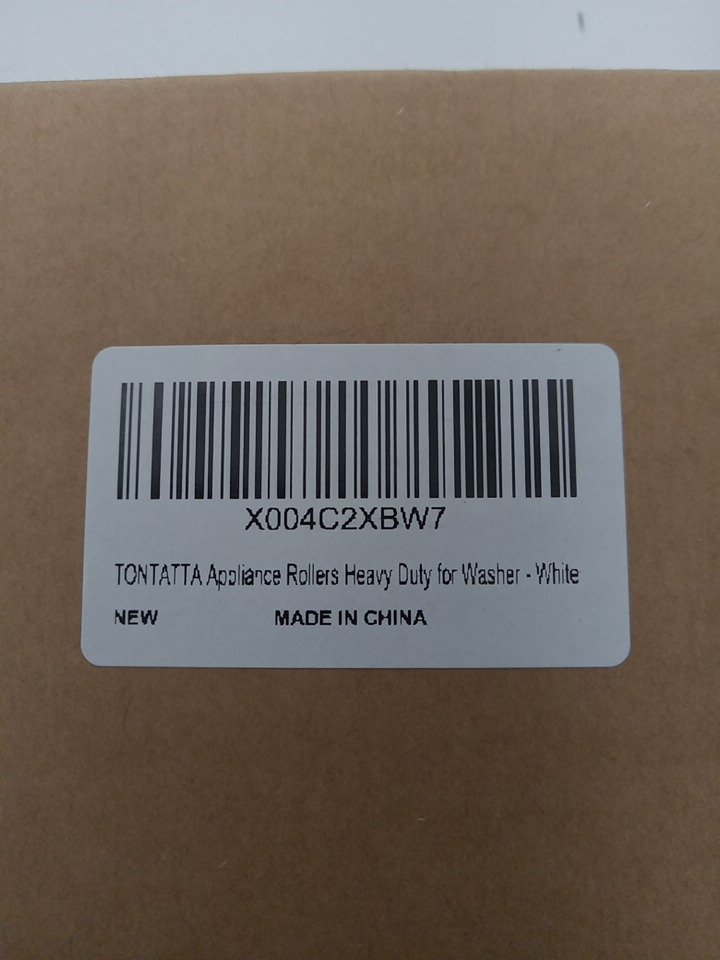 X004C2XBW7
TONTATTA Appliance Rollers Heavy Duty for Washer - White
NEW MADE IN CHINA